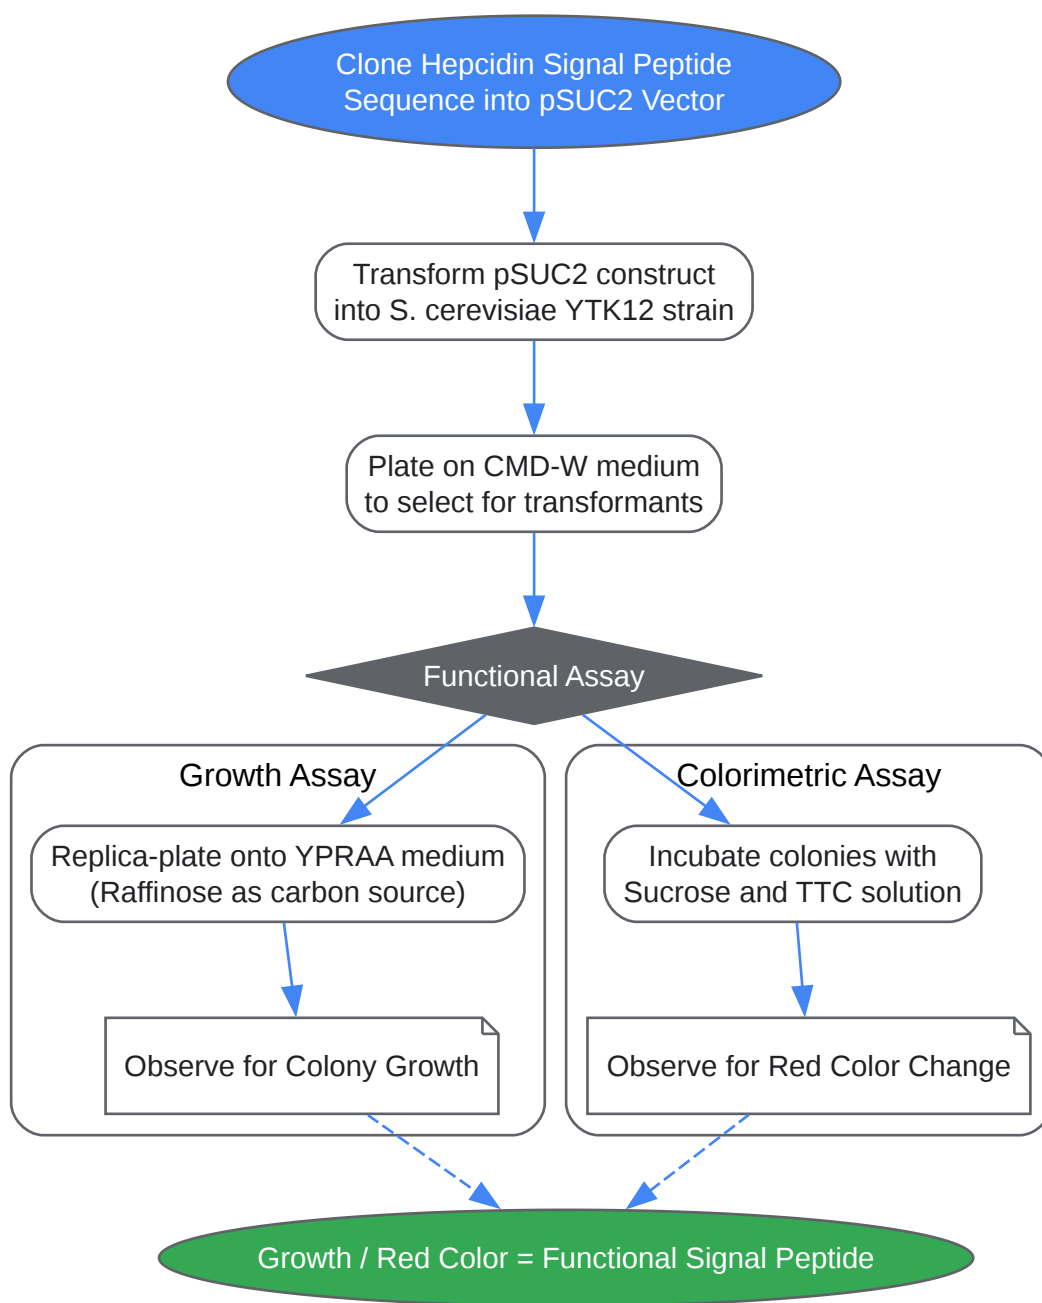 Clone Hepcidin Signal Peptide
Sequence into pSUC2 Vector
Transform pSUC2 construct
into S. cerevisiae YTK12 strain
Plate on CMD-W medium
to select for transformants
Functional Assay
Growth Assay
Replica-plate onto YPRAA medium
(Raffinose as carbon source)
Observe for Colony Growth
Colorimetric Assay
Incubate colonies with
Sucrose and TTC solution
Observe for Red Color Change
Growth / Red Color = Functional Signal Peptide